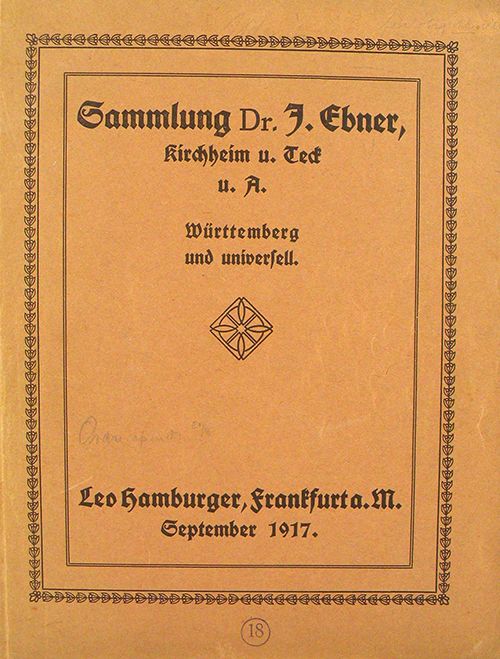 Sammlung Dr. J. Ebner,
Kirchheim u. Teck
u. A.
Württemberg
und universell.
Leo Hamburger, Frankfurt a. M.
September 1917.
18